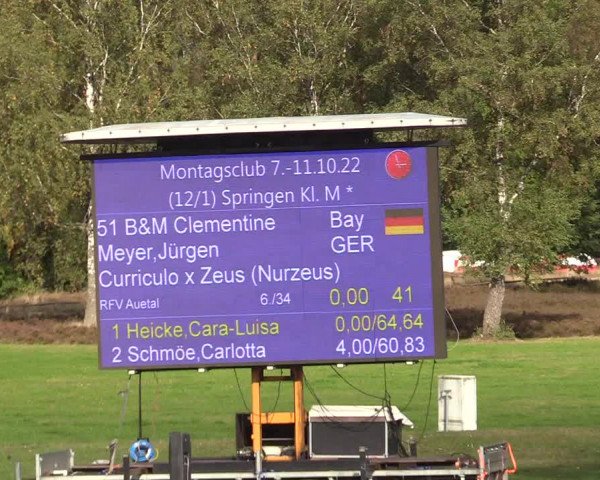 Montagsclub 7.-11.10.22
(12/1) Springen Kl. M *
51 B&M Clementine Bay
Meyer,Jürgen GER
Curriculo x Zeus (Nurzeus)
RFV Auetal 6/34 0,00 41
1 Heicke,Cara-Luisa 0,00/64,64
2 Schmöe,Carlotta 4,00/60,83